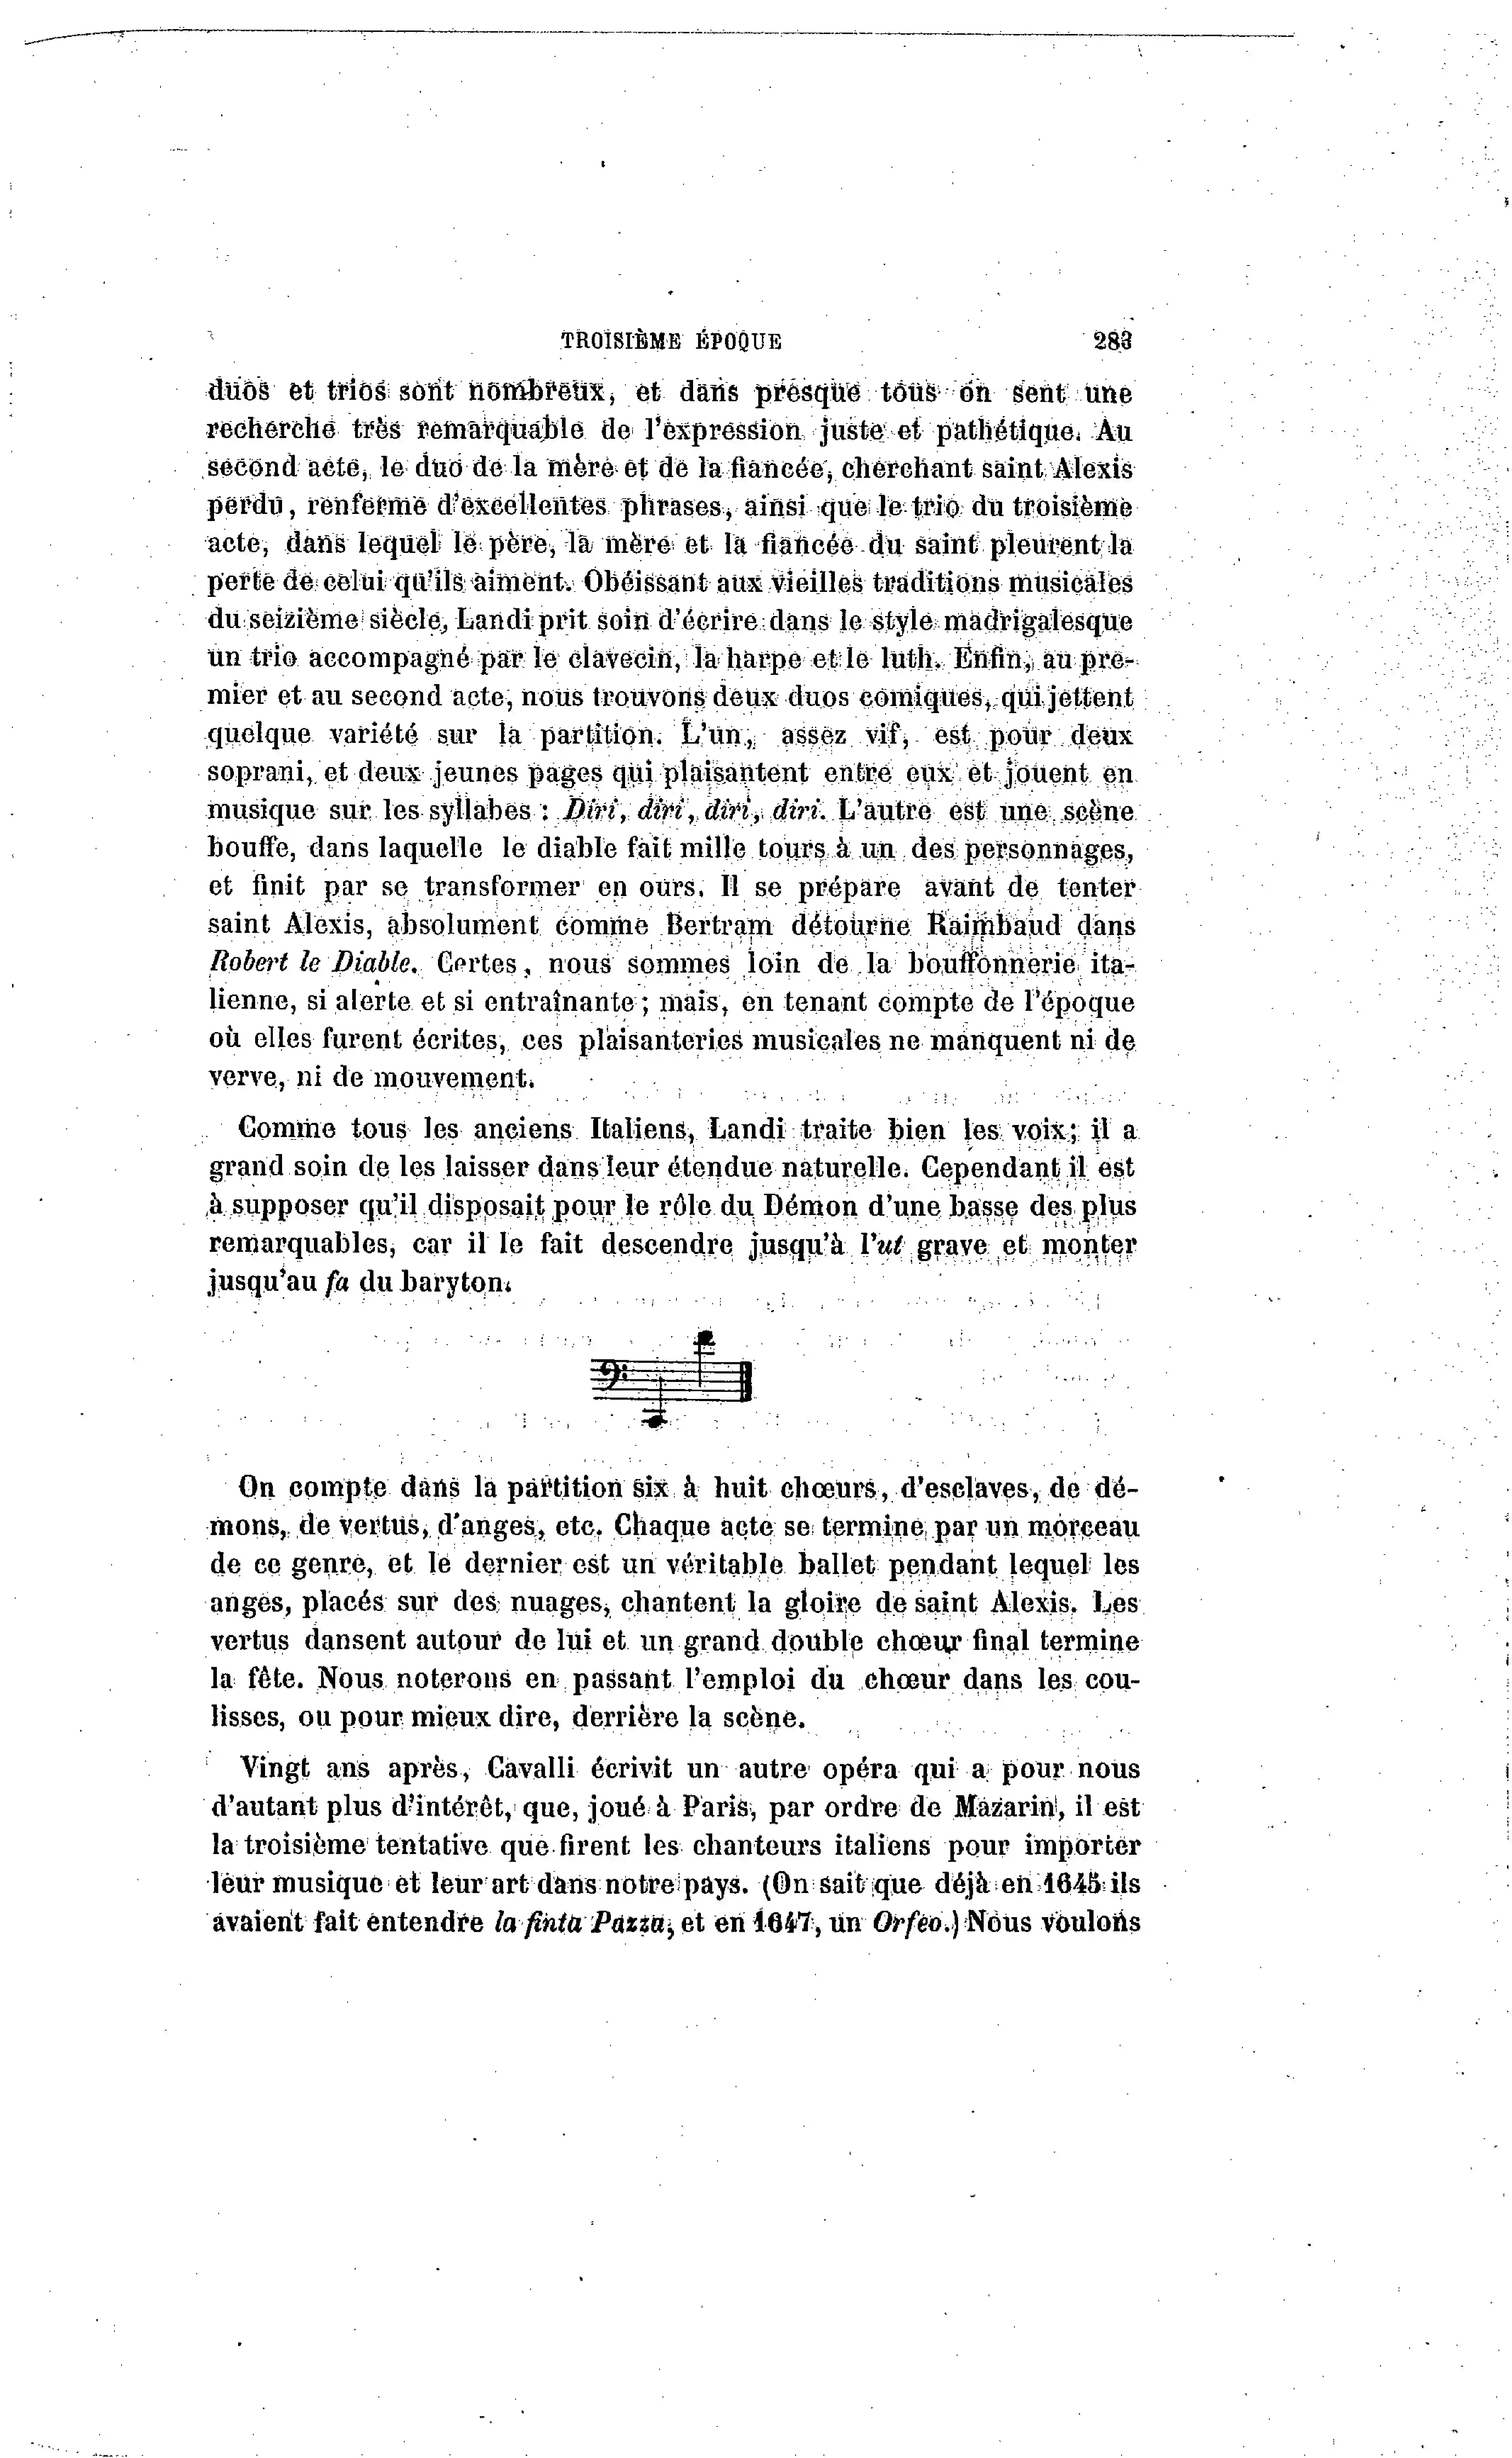 TROISIÈME ÉPOQUE 283
duos et trios sont nombreux, et dans presque tous on sent une
recherche très remarquable de l'expression juste et pathétique. Au
second acte, le duo de la mère et de la fiancée, cherchant saint Alexis
perdu, renferme d'excellentes phrases, ainsi que le trio du troisième
acte, dans lequel le père, la mère et la fiancée du saint pleurent la
perte de celui qu'ils aiment. Obéissant aux vieilles traditions musicales
du seizième siècle, Landi prit soin d'écrire dans le style madrigalesque
un trio accompagné par le clavecin, la harpe et le luth. Enfin, au pre-
mier et au second acte, nous trouvons deux duos comiques, qui jettent
quelque variété sur la partition. L'un, assez vif, est pour deux
soprani, et deux jeunes pages qui plaisantent entre eux et jouent en
musique sur les syllabes : Diri, diri, diri, diri. L'autre est une scène
bouffe, dans laquelle le diable fait mille tours à un des personnages,
et finit par se transformer en ours. Il se prépare avant de tenter
saint Alexis, absolument comme Bertram détourne Raimbaud dans
Robert le Diable. Certes, nous sommes loin de la bouffonnerie ita-
lienne, si alerte et si entraînante ; mais, en tenant compte de l'époque
où elles furent écrites, ces plaisanteries musicales ne manquent ni de
verve, ni de mouvement.
Comme tous les anciens Italiens, Landi traite bien les voix ; il a
grand soin de les laisser dans leur étendue naturelle. Cependant il est
à supposer qu'il disposait pour le rôle du Démon d'une basse des plus
remarquables, car il le fait descendre jusqu'à l'ut grave et monter
jusqu'au fa du baryton.
On compte dans la partition six à huit chœurs, d'esclaves, de dé-
mons, de vertus, d'anges, etc. Chaque acte se termine par un morceau
de ce genre, et le dernier est un véritable ballet pendant lequel les
anges, placés sur des nuages, chantent la gloire de saint Alexis. Les
vertus dansent autour de lui et un grand double chœur final termine
la fête. Nous noterons en passant l'emploi du chœur dans les cou-
lisses, ou pour mieux dire, derrière la scène.
Vingt ans après, Cavalli écrivit un autre opéra qui a pour nous
d'autant plus d'intérêt, que, joué à Paris, par ordre de Mazarin, il est
la troisième tentative que firent les chanteurs italiens pour importer
leur musique et leur art dans notre pays. (On sait que déjà en 1645 ils
avaient fait entendre la finta Pazza, et en 1647, un Orfeo.) Nous voulons